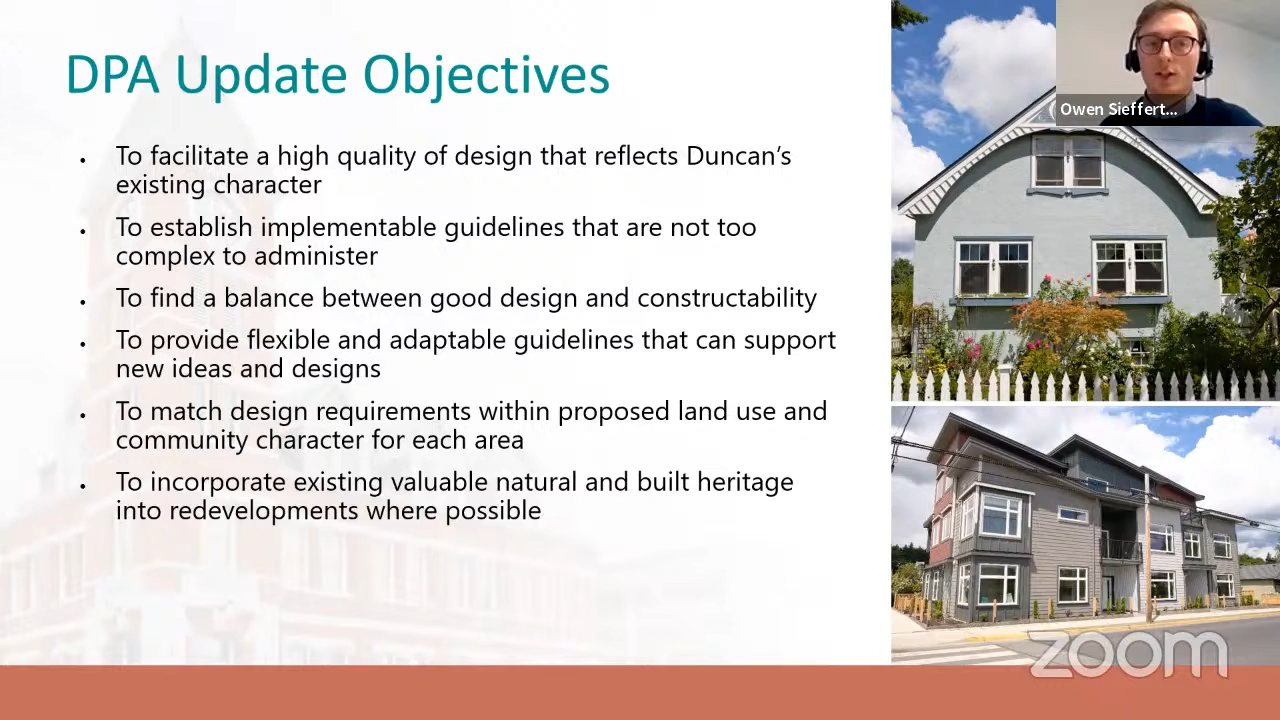 DPA Update Objectives
To facilitate a high quality of design that reflects Duncan's
existing character
To establish implementable guidelines that are not too
complex to administer
To find a balance between good design and constructability
To provide flexible and adaptable guidelines that can support
new ideas and designs
To match design requirements within proposed land use and
community character for each area
To incorporate existing valuable natural and built heritage
into redevelopments where possible
Owen Sieffert...
zoom